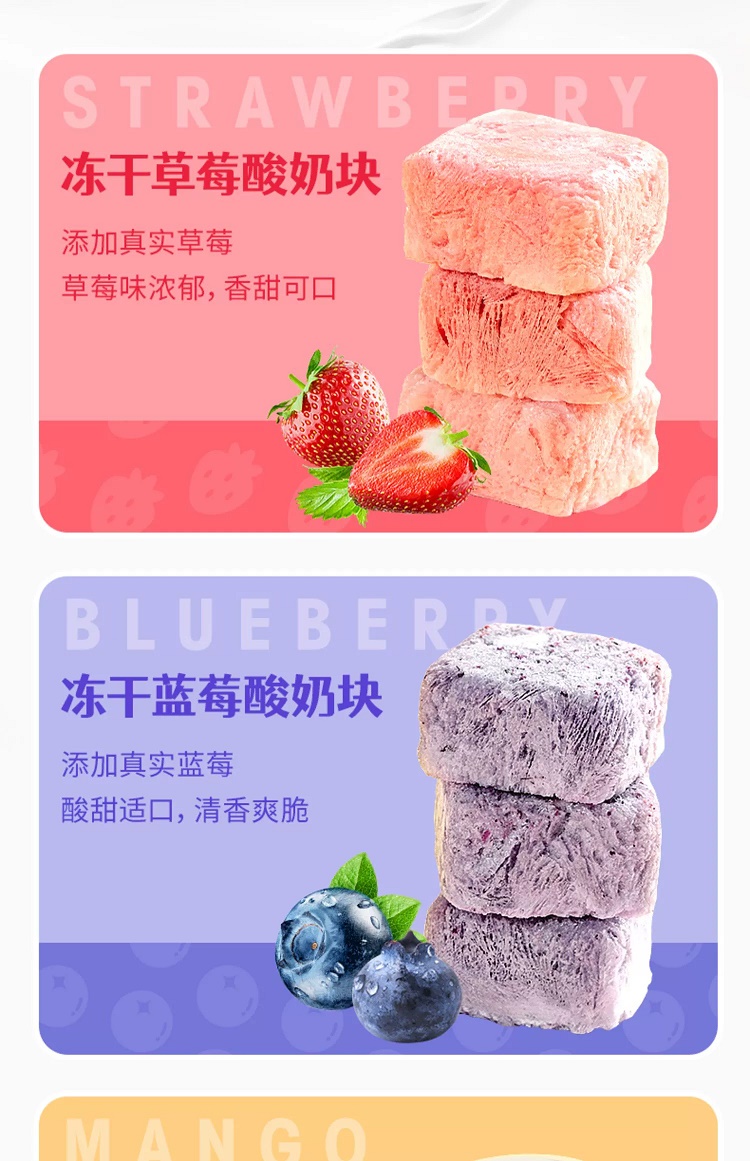 STRAWBERRY
冻干草莓酸奶块
添加真实草莓
草莓味浓郁，香甜可口
BLUEBERRY
冻干蓝莓酸奶块
添加真实蓝莓
酸甜适口，清香爽脆
MANGO